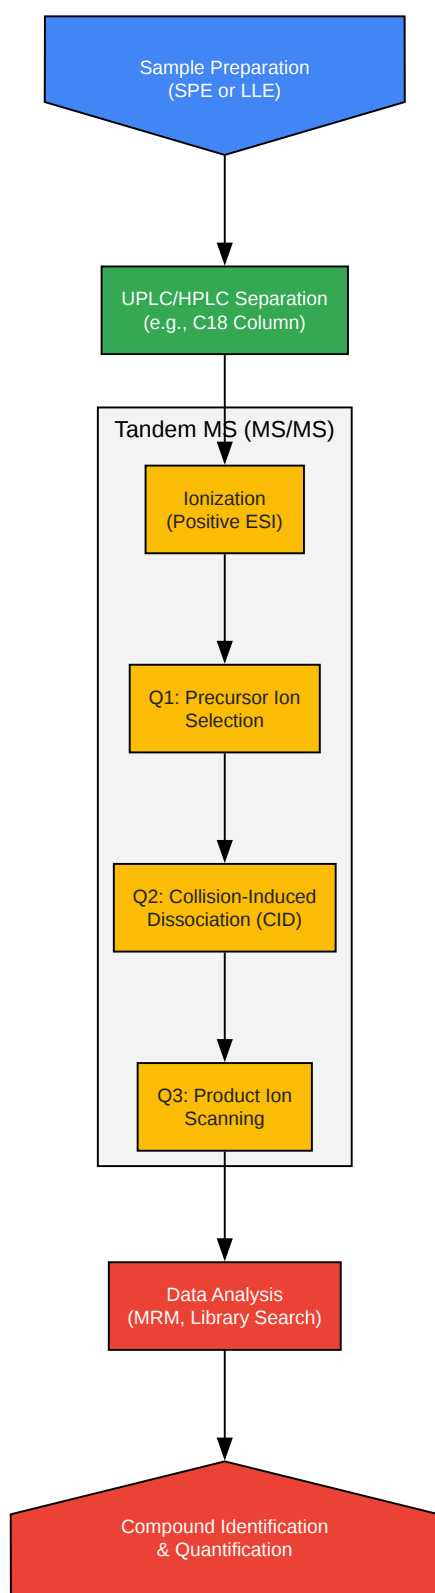 Sample Preparation
(SPE or LLE)
UPLC/HPLC Separation
(e.g., C18 Column)
Tandem MS (MS/MS)
Ionization
(Positive ESI)
Q1: Precursor Ion
Selection
Q2: Collision-Induced
Dissociation (CID)
Q3: Product Ion
Scanning
Data Analysis
(MRM, Library Search)
Compound Identification
& Quantification